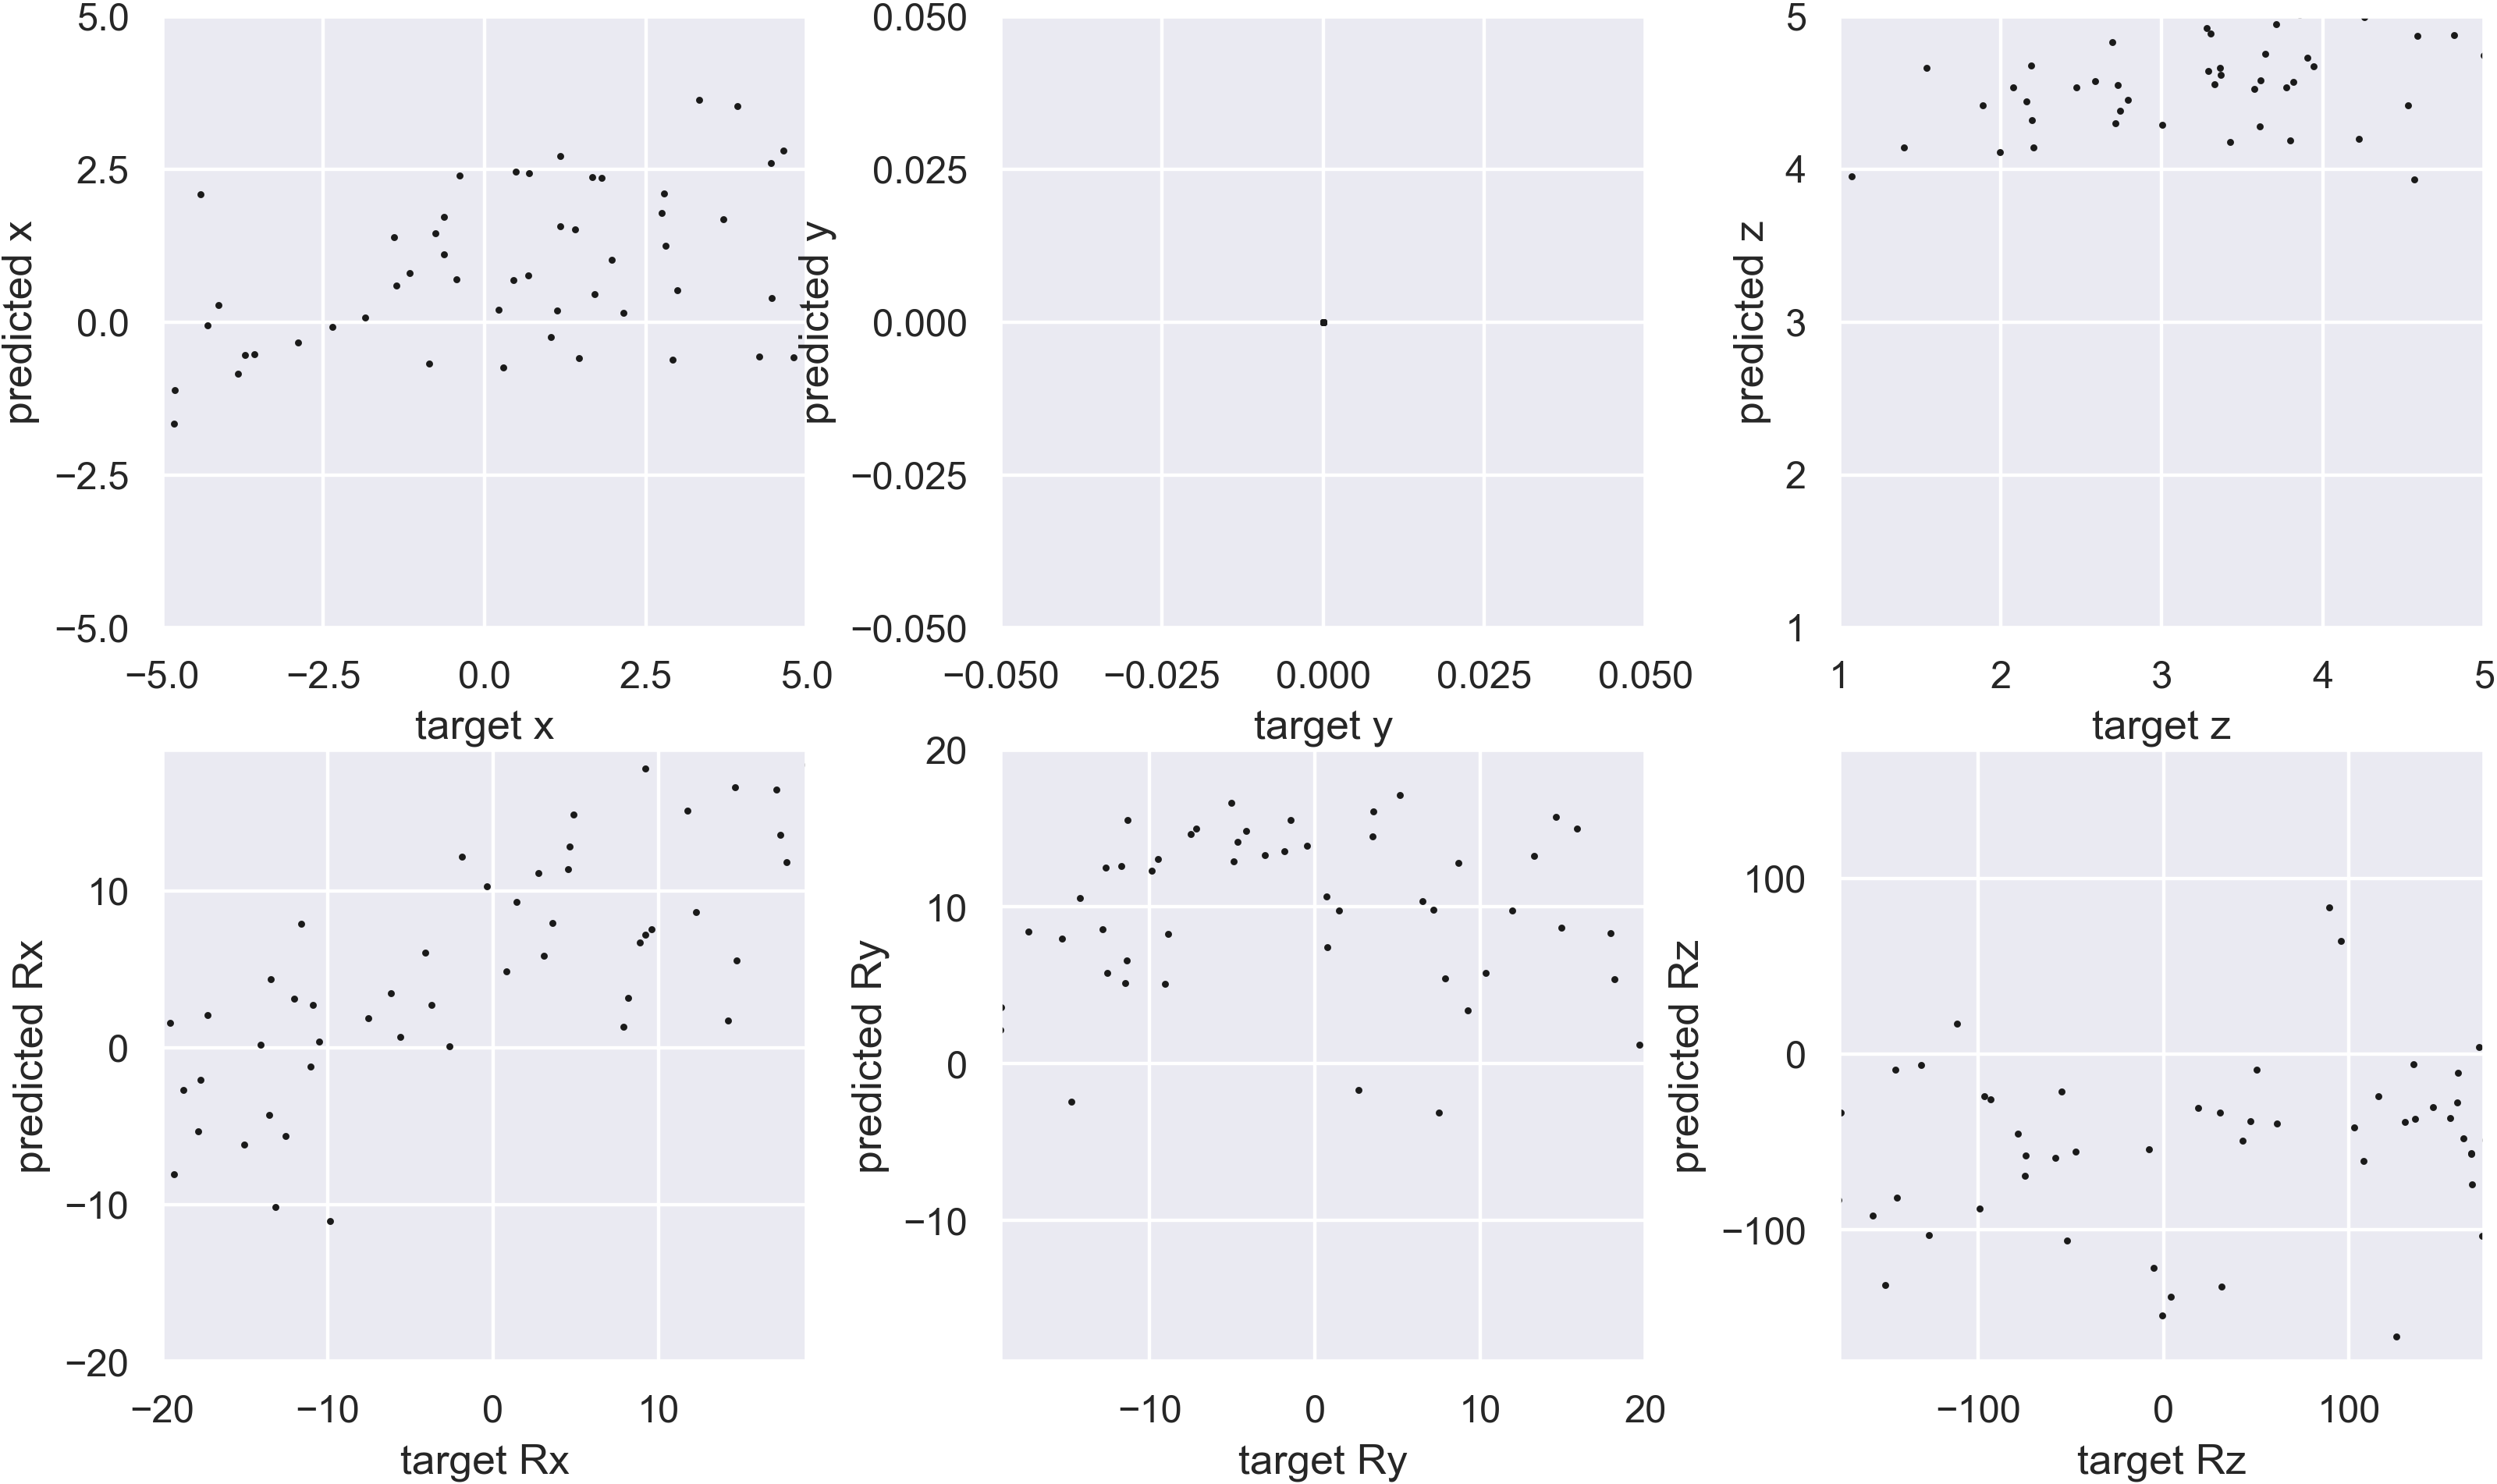 5.0
2.5
0.0
−2.5
−5.0
predicted x
−5.0 −2.5 0.0 2.5 5.0
target x
0.050
0.025
0.000
−0.025
−0.050
predicted y
−0.050 −0.025 0.000 0.025 0.050
target y
5
4
3
2
1
predicted z
1 2 3 4 5
target z
10
0
−10
−20
predicted Rx
−20 −10 0 10
target Rx
20
10
0
−10
predicted Ry
−10 0 10 20
target Ry
100
0
−100
predicted Rz
−100 0 100
target Rz